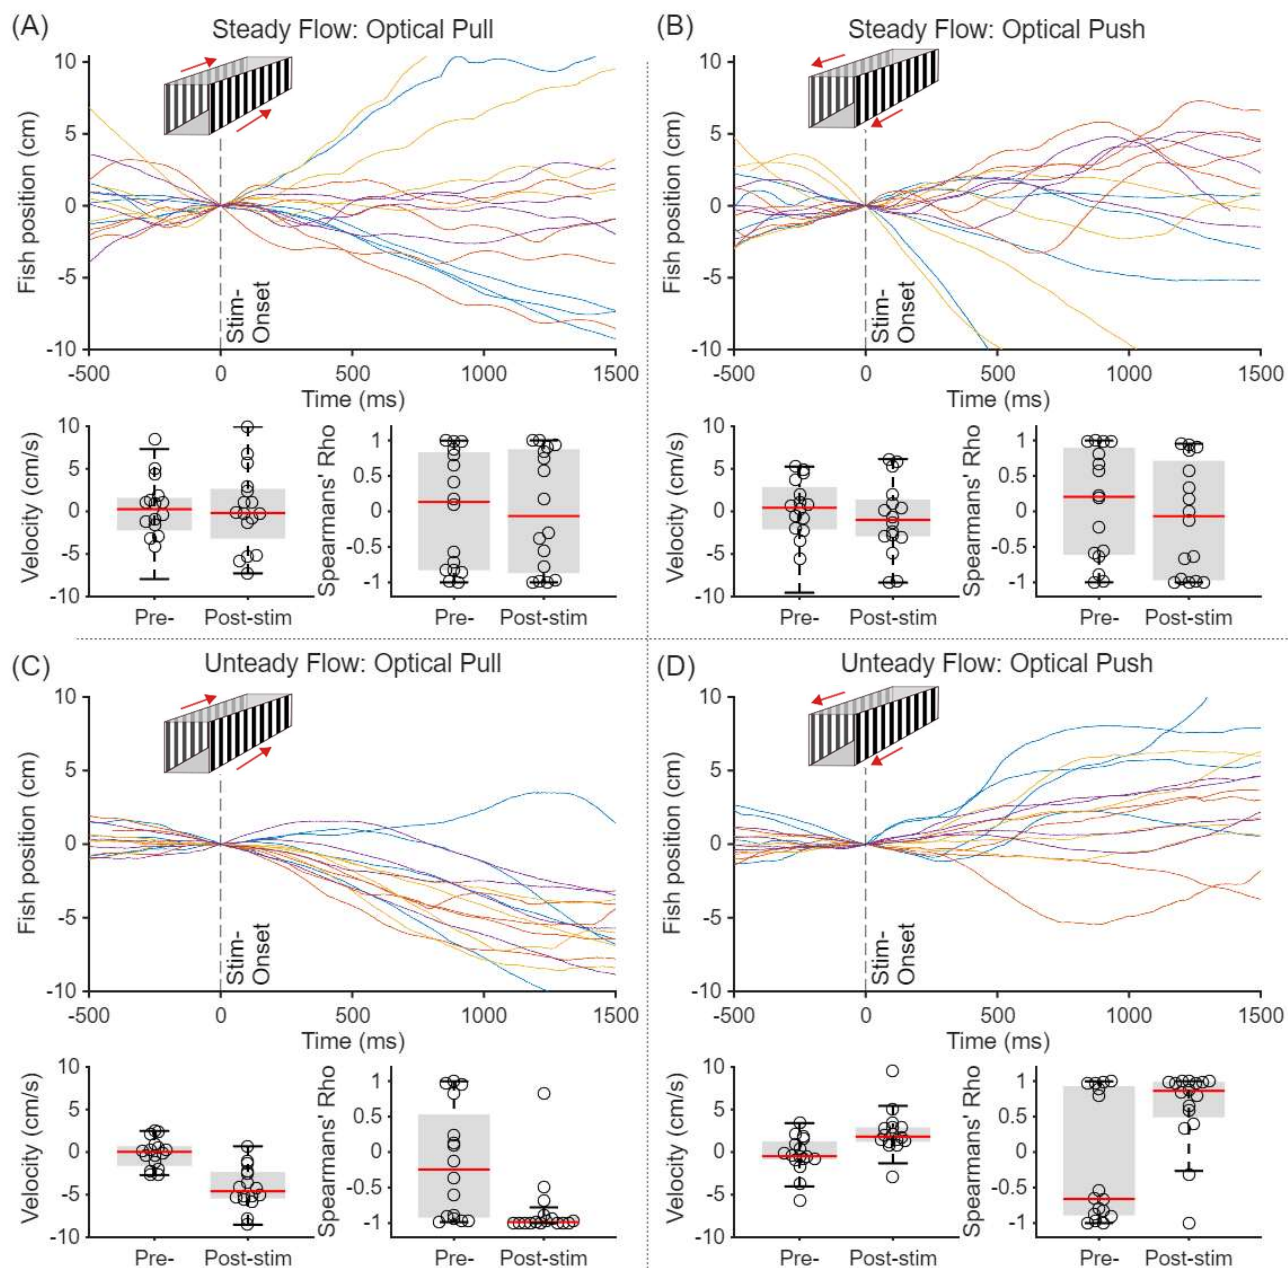 (A)
Steady Flow: Optical Pull
10
5
0
-5
-10
Fish position (cm)
Stim-
Onset
-500
0
500
1000
1500
Time (ms)
10
5
0
-5
-10
Velocity (cm/s)
Pre-
Post-stim
1
0.5
0
-0.5
-1
Spearmans' Rho
Pre-
Post-stim
(B)
Steady Flow: Optical Push
10
5
0
-5
-10
Fish position (cm)
Stim-
Onset
-500
0
500
1000
1500
Time (ms)
10
5
0
-5
-10
Velocity (cm/s)
Pre-
Post-stim
1
0.5
0
-0.5
-1
Spearmans' Rho
Pre-
Post-stim
(C)
Unteady Flow: Optical Pull
10
5
0
-5
-10
Fish position (cm)
Stim-
Onset
-500
0
500
1000
1500
Time (ms)
10
5
0
-5
-10
Velocity (cm/s)
Pre-
Post-stim
1
0.5
0
-0.5
-1
Spearmans' Rho
Pre-
Post-stim
(D)
Unteady Flow: Optical Push
10
5
0
-5
-10
Fish position (cm)
Stim-
Onset
-500
0
500
1000
1500
Time (ms)
10
5
0
-5
-10
Velocity (cm/s)
Pre-
Post-stim
1
0.5
0
-0.5
-1
Spearmans' Rho
Pre-
Post-stim